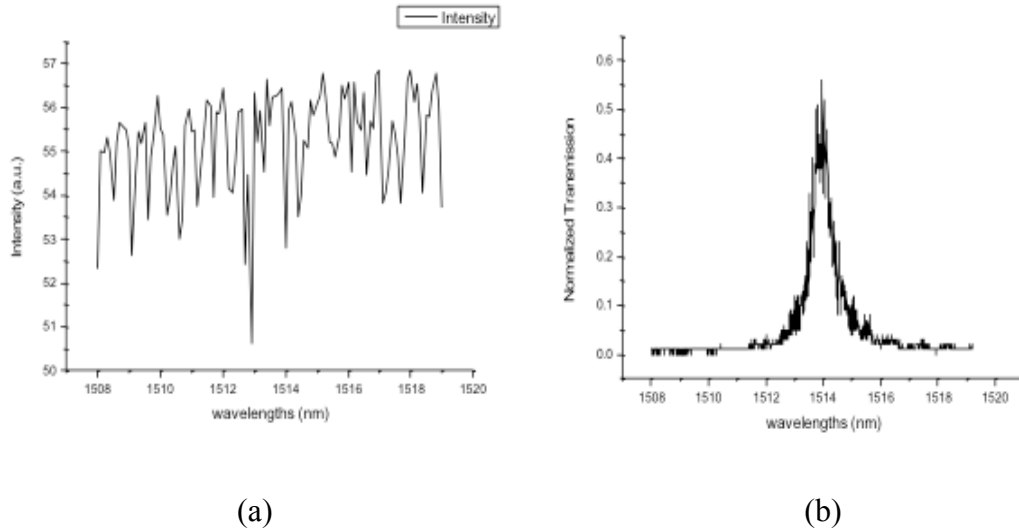 Intensity
57
56
55
54
53
52
51
50
Intensity (a.u.)
1508 1510 1512 1514 1516 1518 1520
wavelengths (nm)
0.6
0.5
0.4
0.3
0.2
0.1
0.0
Normalized Transmission
1508 1510 1512 1514 1516 1518 1520
wavelengths (nm)
(a) (b)